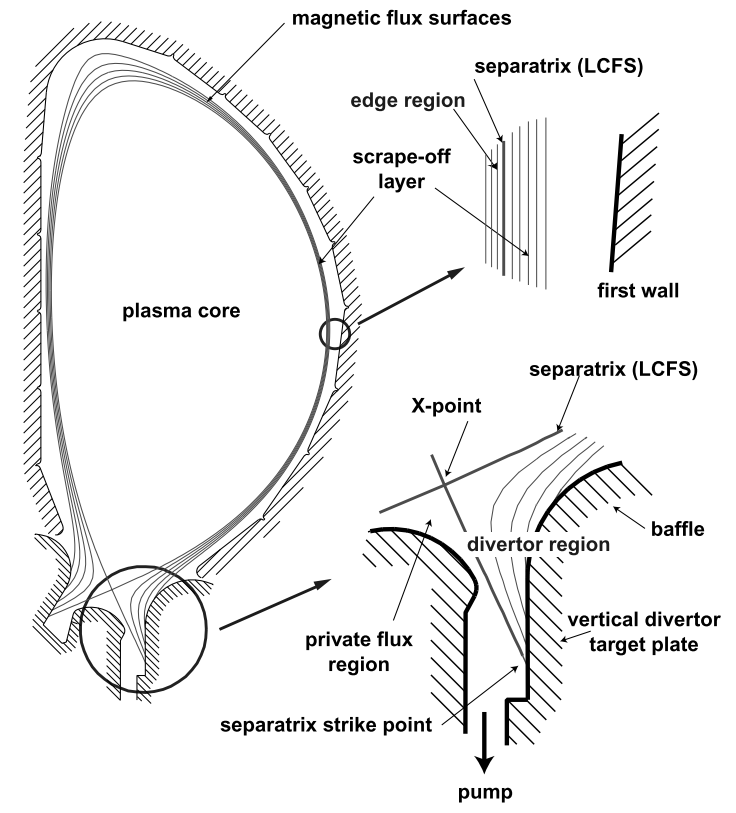 magnetic flux surfaces
separatrix (LCFS)
edge region
scrape-off
layer
plasma core
first wall
separatrix (LCFS)
X-point
baffle
divertor region
vertical divertor
target plate
private flux
region
separatrix strike point
pump